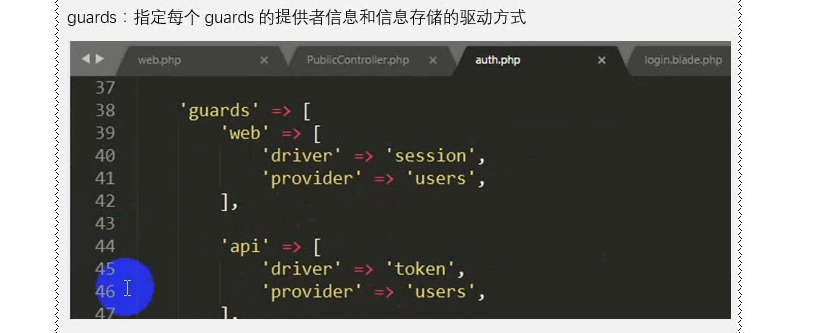 guards：指定每个 guards 的提供者信息和信息存储的驱动方式
web.php × PublicController.php × auth.php × login.blade.php
37
38 'guards' => [
39 'web' => [
40 'driver' => 'session',
41 'provider' => 'users',
42 ],
43
44 'api' => [
45 'driver' => 'token',
46 'provider' => 'users',
47 ],